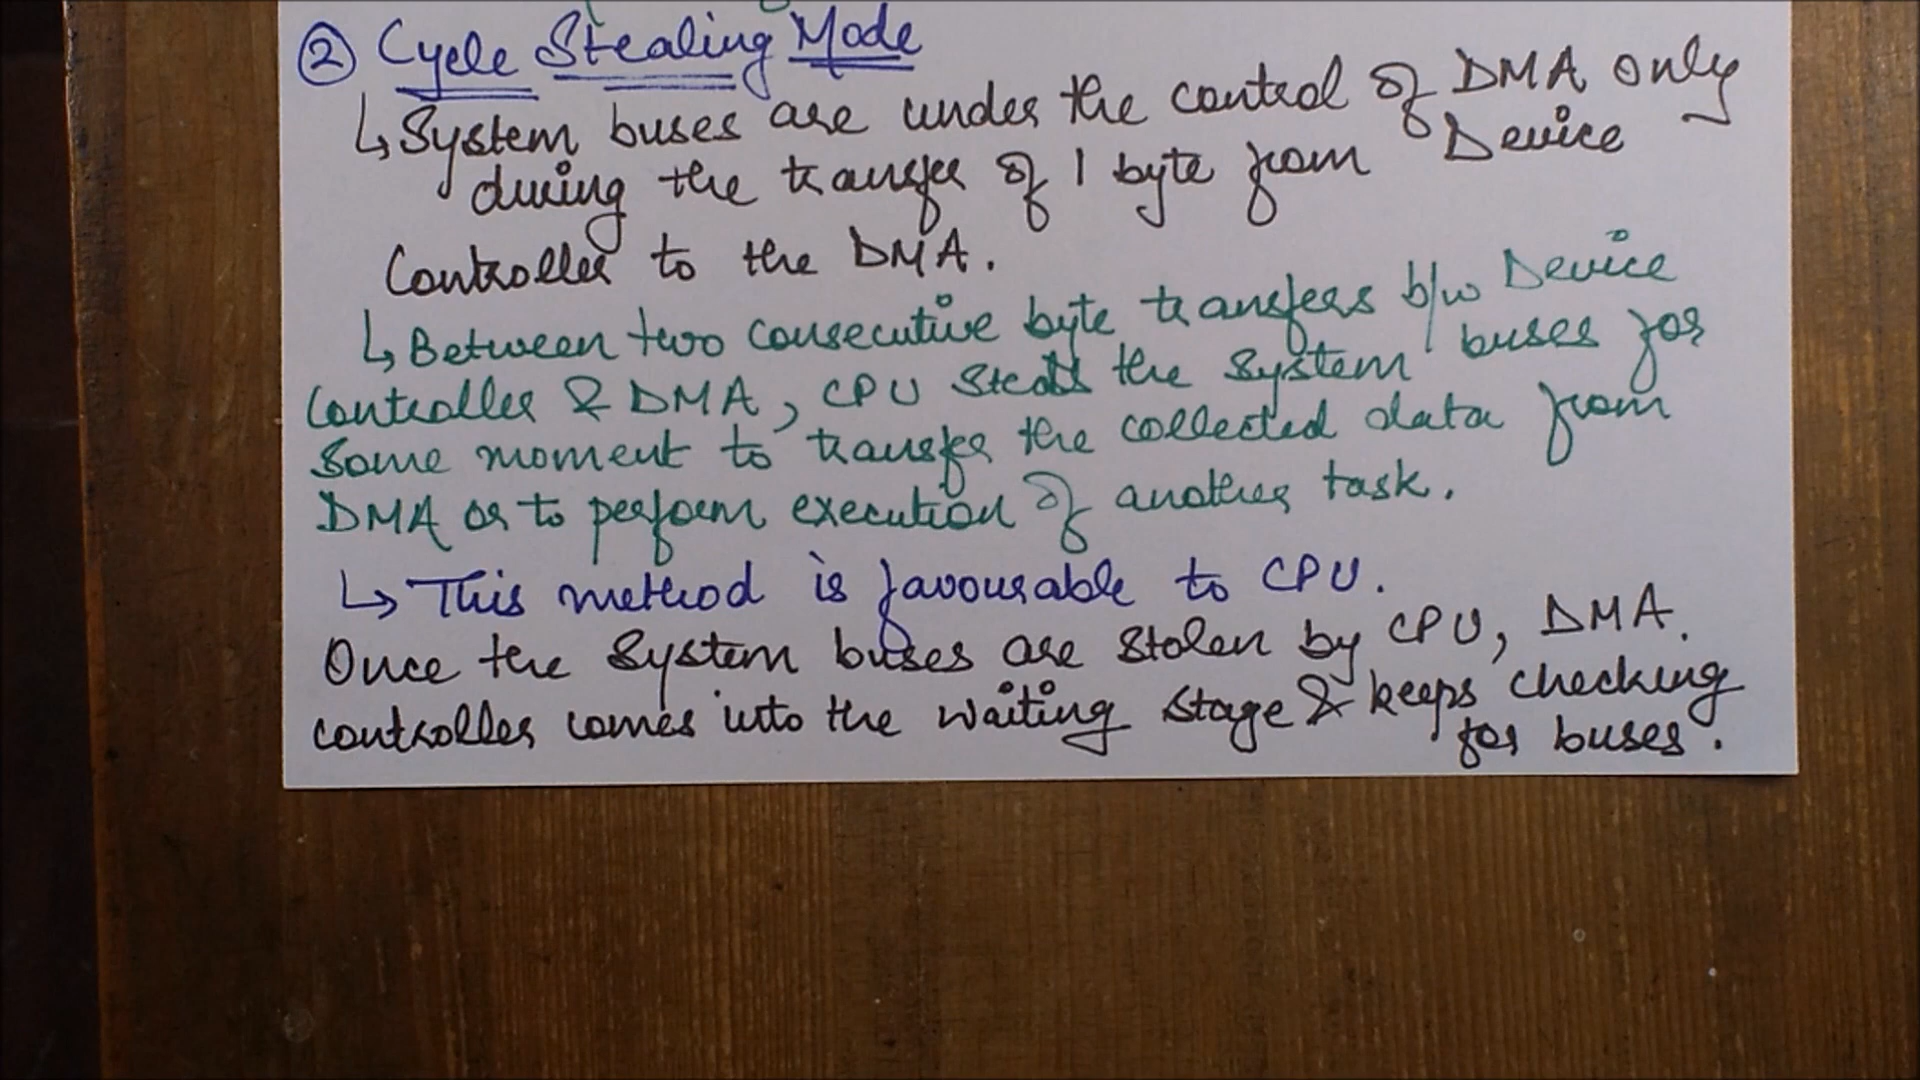 ② Cycle Stealing Mode
↳ System buses are under the control of DMA only
during the transfer of 1 byte from Device
Controller to the DMA.
↳ Between two consecutive byte transfers b/w Device
Controller & DMA, CPU steals the System buses for
Some moment to transfer the collected data from
DMA or to perform execution of another task.
↳ This method is favourable to CPU.
Once the System buses are stolen by CPU, DMA
controller comes into the waiting stage & keeps checking
for buses.